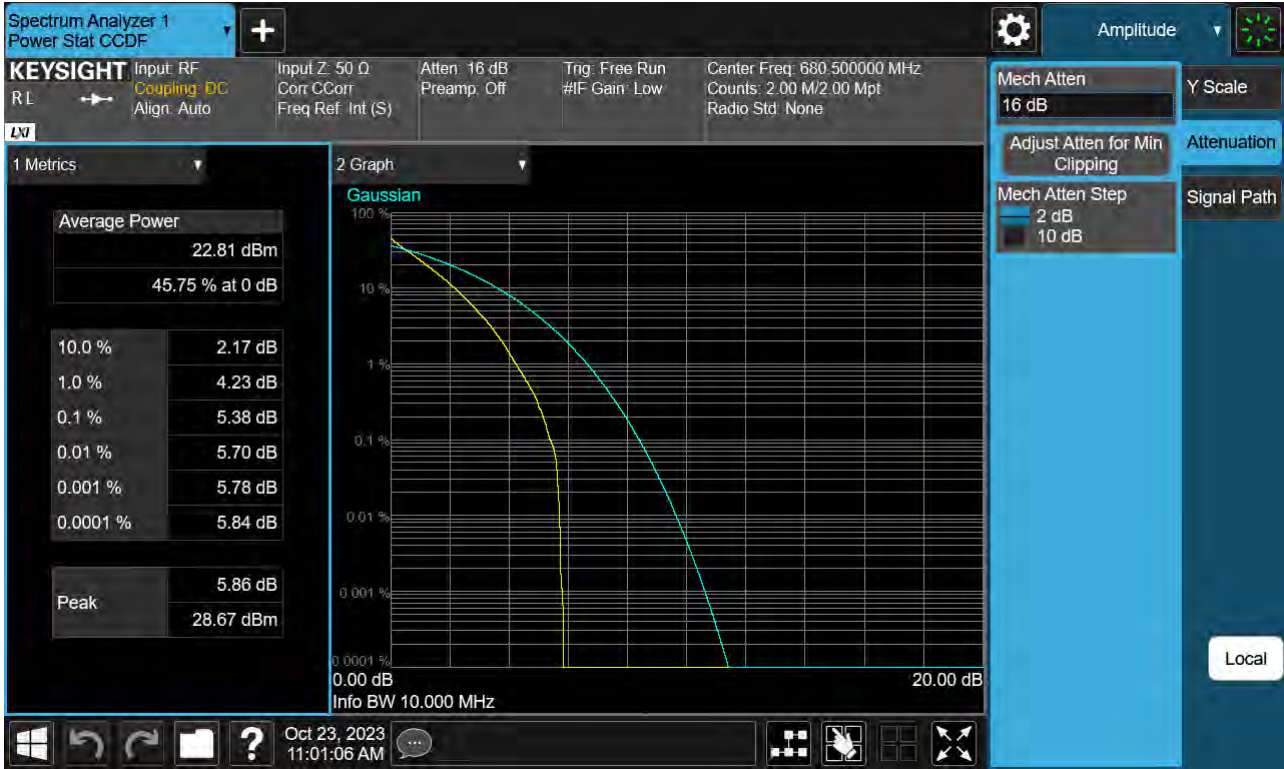 Spectrum Analyzer 1
Power Stat CCDF
+
Amplitude
KEYSIGHT
RL
LXI
Input: RF
Coupling: DC
Align: Auto
Input Z: 50 Ω
Corr CCorr
Freq Ref: Int (S)
Atten: 16 dB
Preamp: Off
Trig: Free Run
#IF Gain: Low
Center Freq: 680.500000 MHz
Counts: 2.00 M/2.00 Mpt
Radio Std: None
1 Metrics
Average Power
22.81 dBm
45.75 % at 0 dB
10.0 % 2.17 dB
1.0 % 4.23 dB
0.1 % 5.38 dB
0.01 % 5.70 dB
0.001 % 5.78 dB
0.0001 % 5.84 dB
Peak
5.86 dB
28.67 dBm
2 Graph
Gaussian
100 %
10 %
1 %
0.1 %
0.01 %
0.001 %
0.0001 %
0.00 dB 20.00 dB
Info BW 10.000 MHz
Mech Atten
16 dB
Adjust Atten for Min
Clipping
Mech Atten Step
2 dB
10 dB
Y Scale
Attenuation
Signal Path
Local
?
Oct 23, 2023
11:01:06 AM